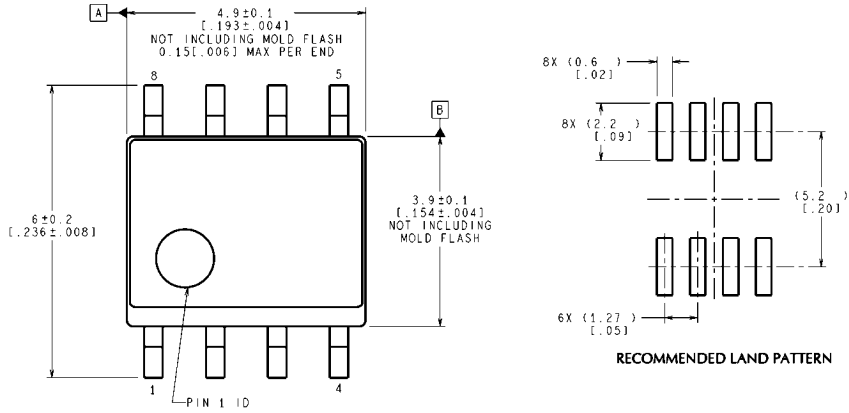 A
4.9±0.1
[.193±.004]
NOT INCLUDING MOLD FLASH
0.15[.006] MAX PER END
8
5
B
6±0.2
[.236±.008]
3.9±0.1
[.154±.004]
NOT INCLUDING
MOLD FLASH
1
4
PIN 1 ID
8X (0.6 )
[.02]
8X (2.2 )
[.09]
(5.2 )
[.20]
6X (1.27 )
[.05]
RECOMMENDED LAND PATTERN